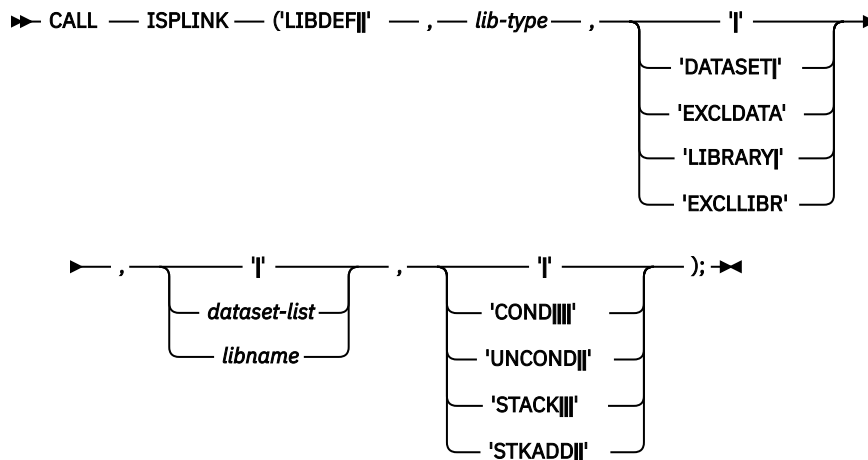 CALL ISPLINK ('LIBDEF‖' , lib-type , '|'
'DATASET|'
'EXCLDATA'
'LIBRARY|'
'EXCLLIBR'
, '|' , '|' );
dataset-list 'COND||||'
libname 'UNCOND||'
'STACK|||'
'STKADD||'